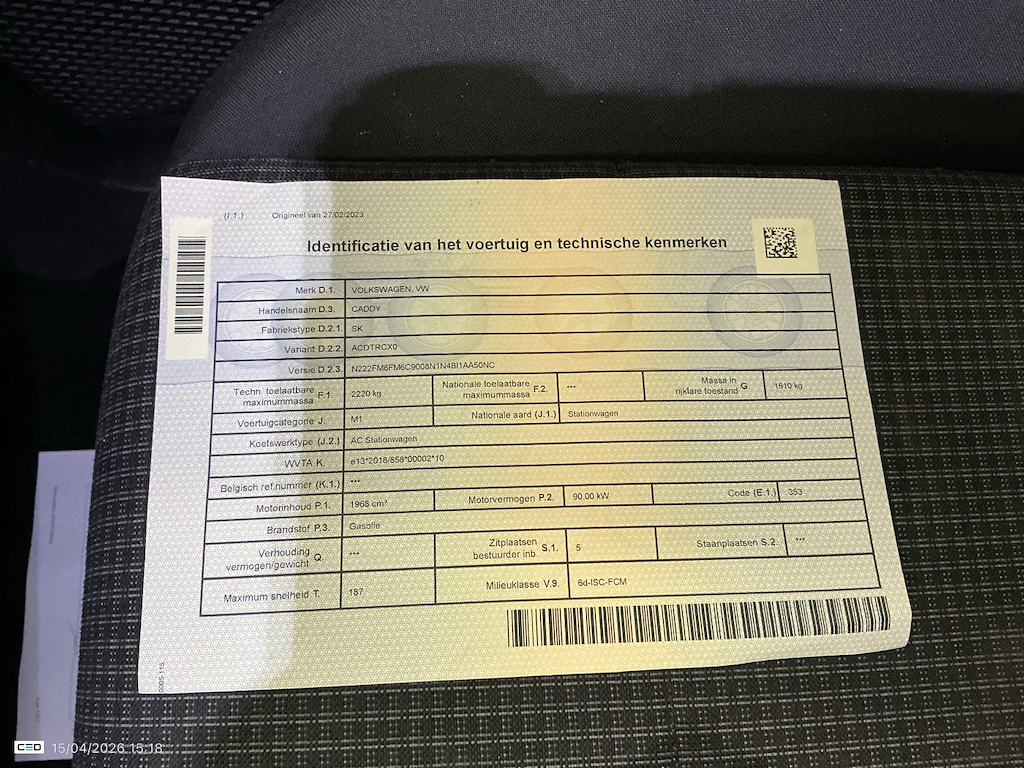 (I.1.) Origineel van 27/02/2023
Identificatie van het voertuig en technische kenmerken
Merk D.1. VOLKSWAGEN, VW
Handelsnaam D.3. CADDY
Fabriekstype D.2.1. SK
Variant D.2.2. ACDTRCX0
Versie D.2.3. N222FM6FM6C9008N1N4BI1AA50NC
Techn. toelaatbare maximummassa F.1. 2220 kg Nationale toelaatbare maximummassa F.2. *** Massa in rijklare toestand G 1610 kg
Voertuigcategorie J. M1 Nationale aard (J.1.) Stationwagen
Koetswerktype (J.2.) AC Stationwagen
WVTA K. e13*2018/858*00002*10
Belgisch ref.nummer (K.1.) ***
Motorinhoud P.1. 1968 cm³ Motorvermogen P.2. 90,00 kW Code (E.1.) 353
Brandstof P.3. Gasolie
Verhouding vermogen/gewicht Q. *** Zitplaatsen bestuurder inb. S.1. 5 Staanplaatsen S.2. ***
Maximum snelheid T. 187 Milieuklasse V.9. 6d-ISC-FCM
CEO 15/04/2026 15:18